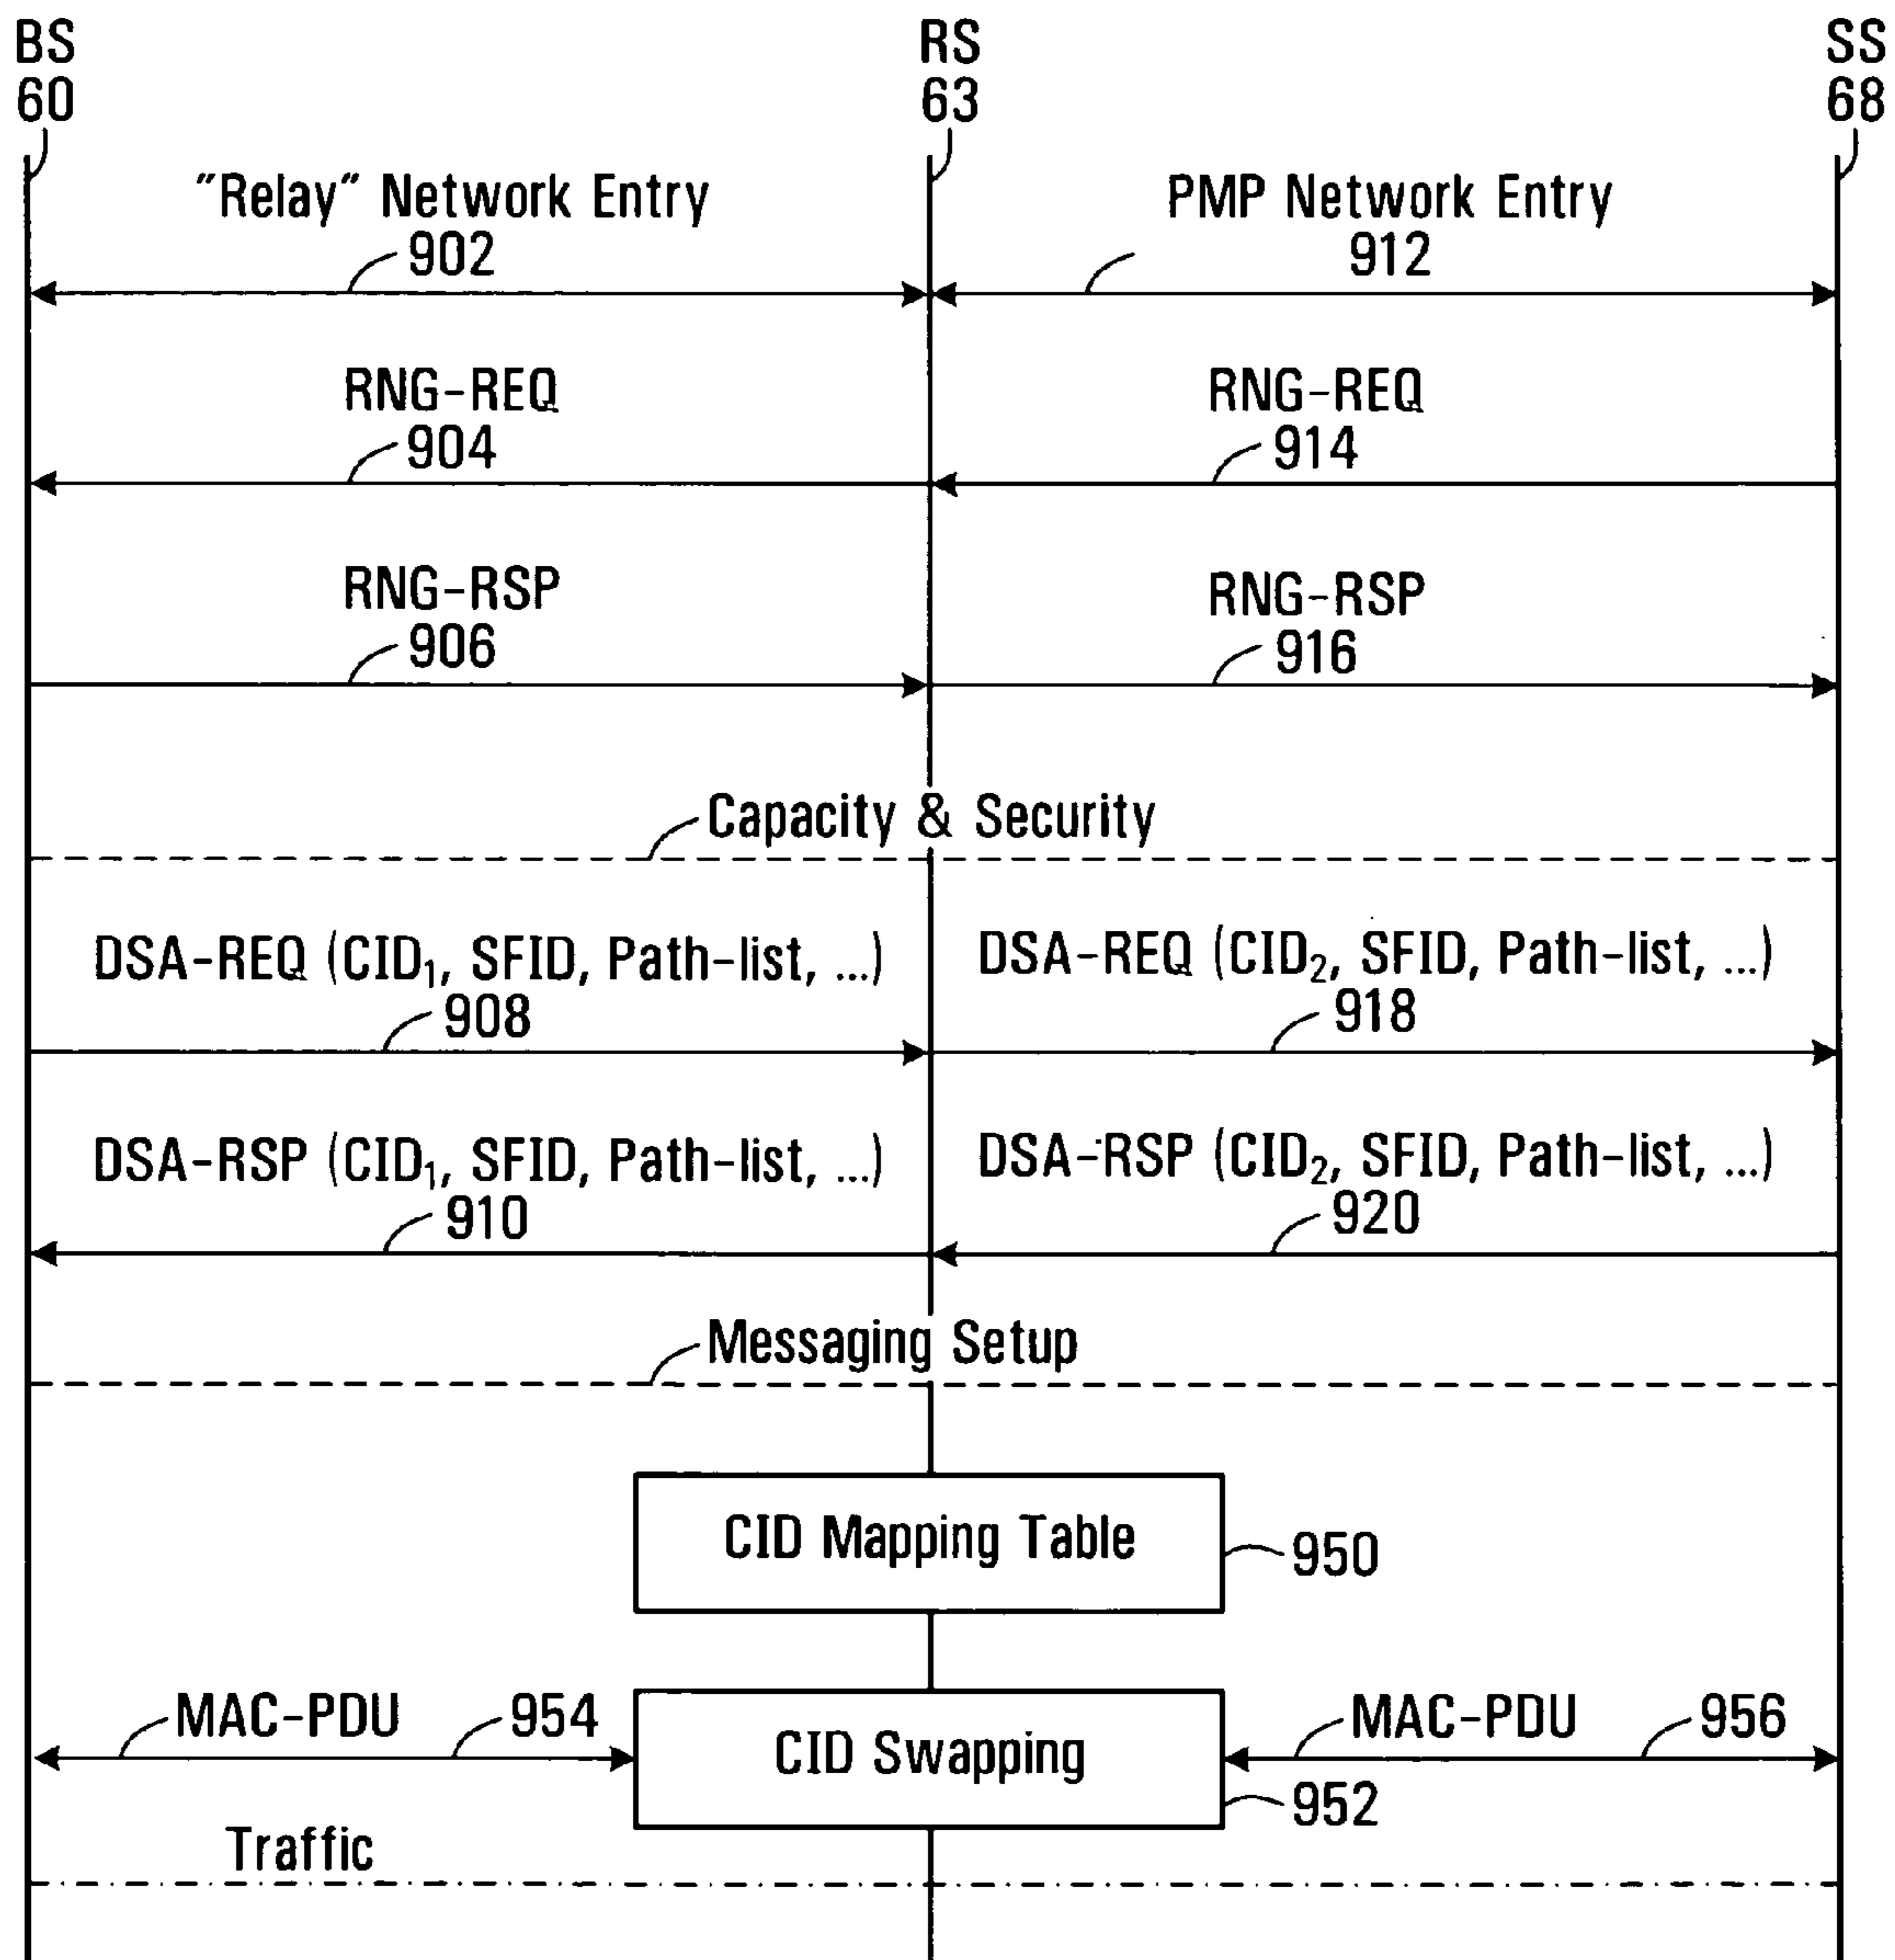 BS
60
RS
63
SS
68
"Relay" Network Entry
902
PMP Network Entry
912
RNG-REQ
904
RNG-REQ
914
RNG-RSP
906
RNG-RSP
916
Capacity & Security
DSA-REQ (CID₁, SFID, Path-list, ...)
908
DSA-REQ (CID₂, SFID, Path-list, ...)
918
DSA-RSP (CID₁, SFID, Path-list, ...)
910
DSA-RSP (CID₂, SFID, Path-list, ...)
920
Messaging Setup
CID Mapping Table
950
MAC-PDU
954
CID Swapping
952
MAC-PDU
956
Traffic